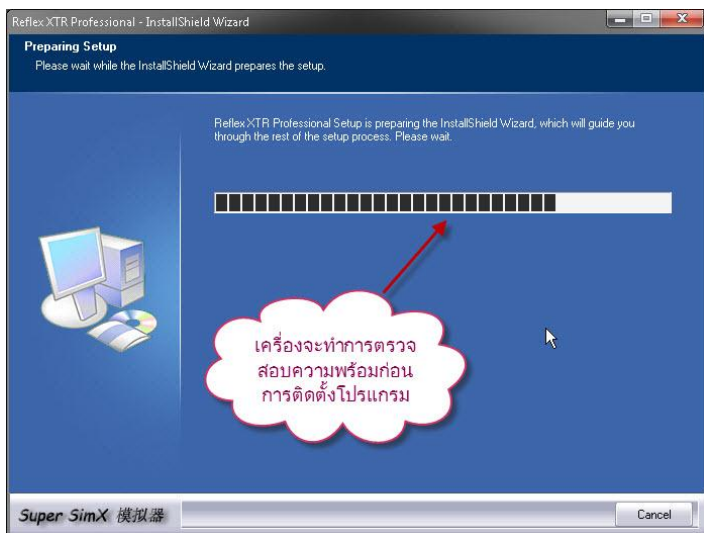 Reflex XTR Professional - InstallShield Wizard
Preparing Setup
Please wait while the InstallShield Wizard prepares the setup.
Reflex XTR Professional Setup is preparing the InstallShield Wizard, which will guide you
through the rest of the setup process. Please wait.
เครื่องจะทำการตรวจ
สอบความพร้อมก่อน
การติดตั้งโปรแกรม
Super SimX 模拟器
Cancel